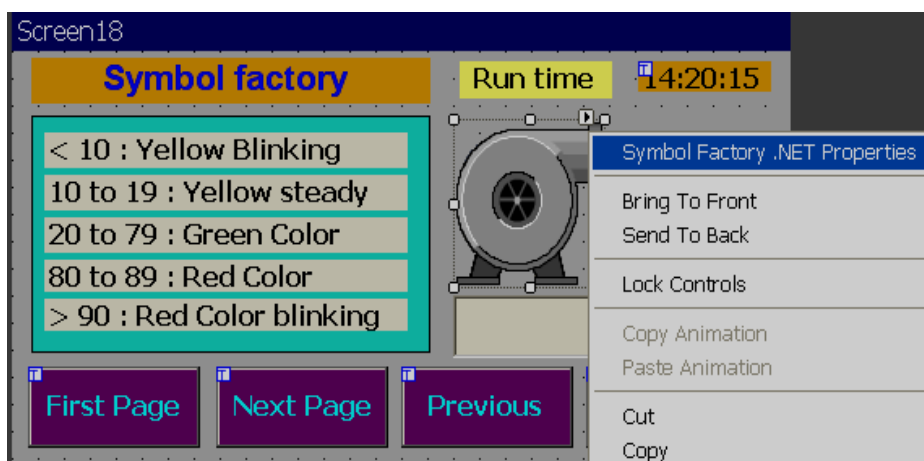 Screen18
Symbol factory
Run time
14:20:15
< 10 : Yellow Blinking
10 to 19 : Yellow steady
20 to 79 : Green Color
80 to 89 : Red Color
> 90 : Red Color blinking
Symbol Factory .NET Properties
Bring To Front
Send To Back
Lock Controls
Copy Animation
Paste Animation
Cut
Copy
T
T
T
T
First Page
Next Page
Previous